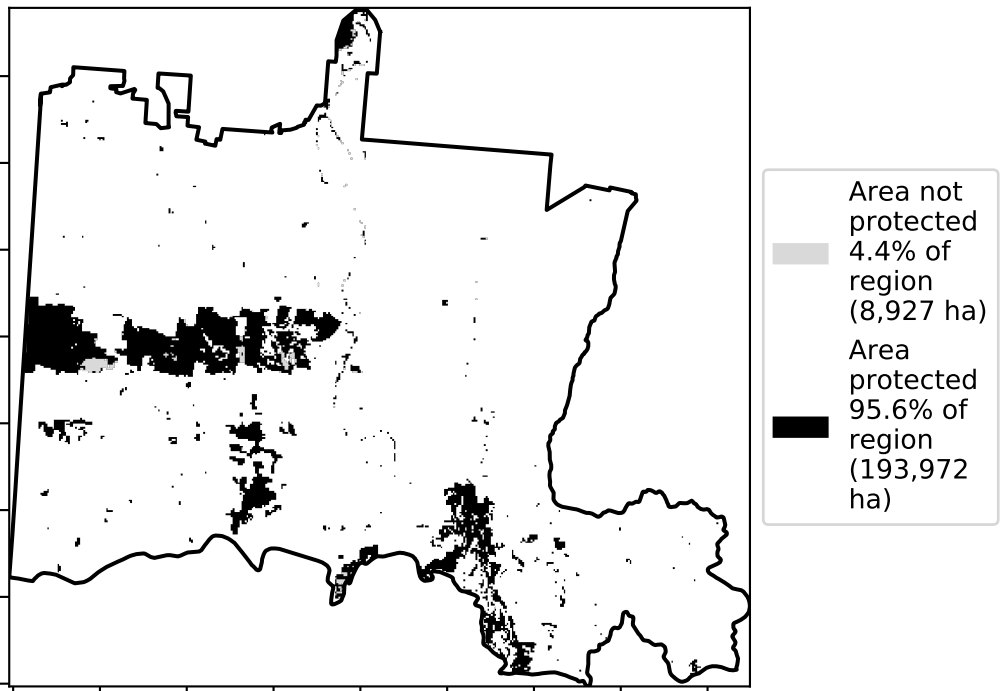 Area not
protected
4.4% of
region
(8,927 ha)
Area
protected
95.6% of
region
(193,972
ha)